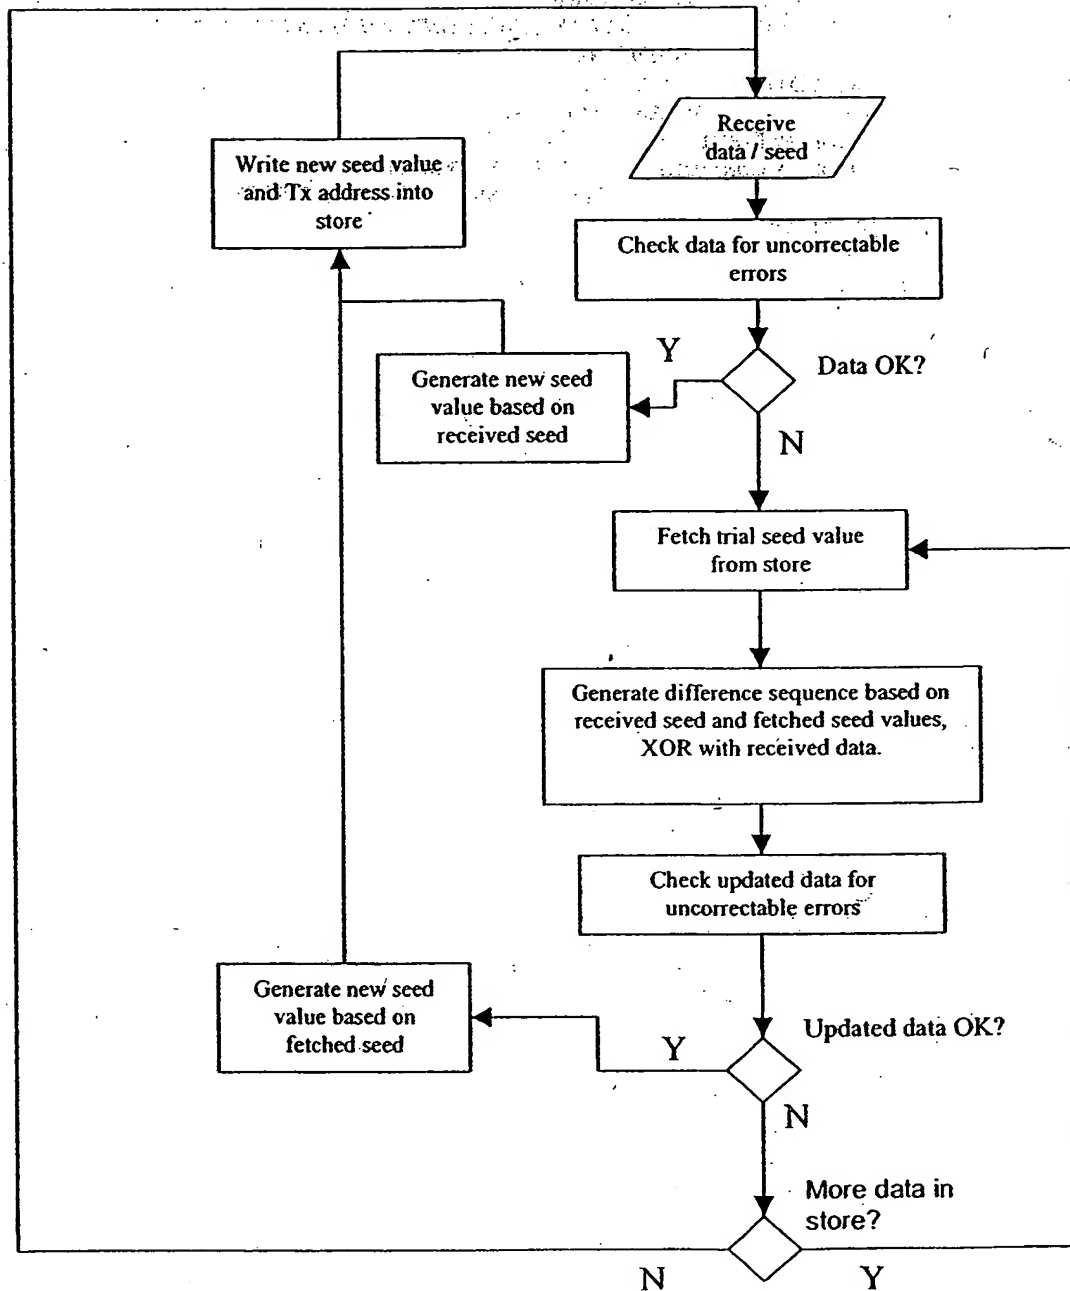 Receive
data / seed
Write new seed value
and Tx address into
store
Check data for uncorrectable
errors
Y
Data OK?
Generate new seed
value based on
received seed
N
Fetch trial seed value
from store
Generate difference sequence based on
received seed and fetched seed values,
XOR with received data.
Check updated data for
uncorrectable errors
Generate new seed
value based on
fetched seed
Updated data OK?
Y
N
More data in
store?
N
Y